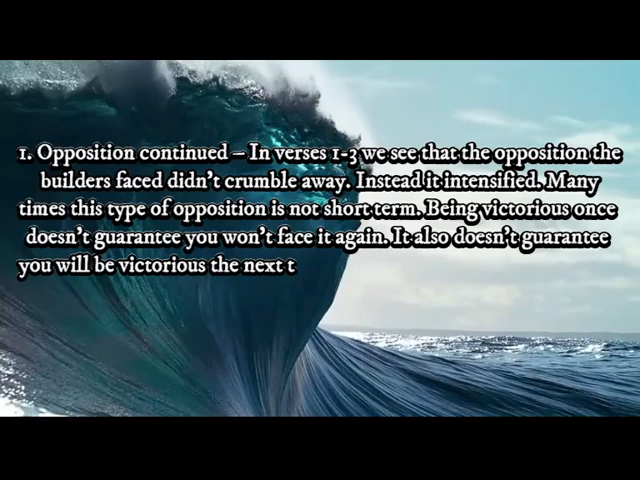 1. Opposition continued – In verses 1-3 we see that the opposition the
builders faced didn't crumble away. Instead it intensified. Many
times this type of opposition is not short term. Being victorious once
doesn't guarantee you won't face it again. It also doesn't guarantee
you will be victorious the next t